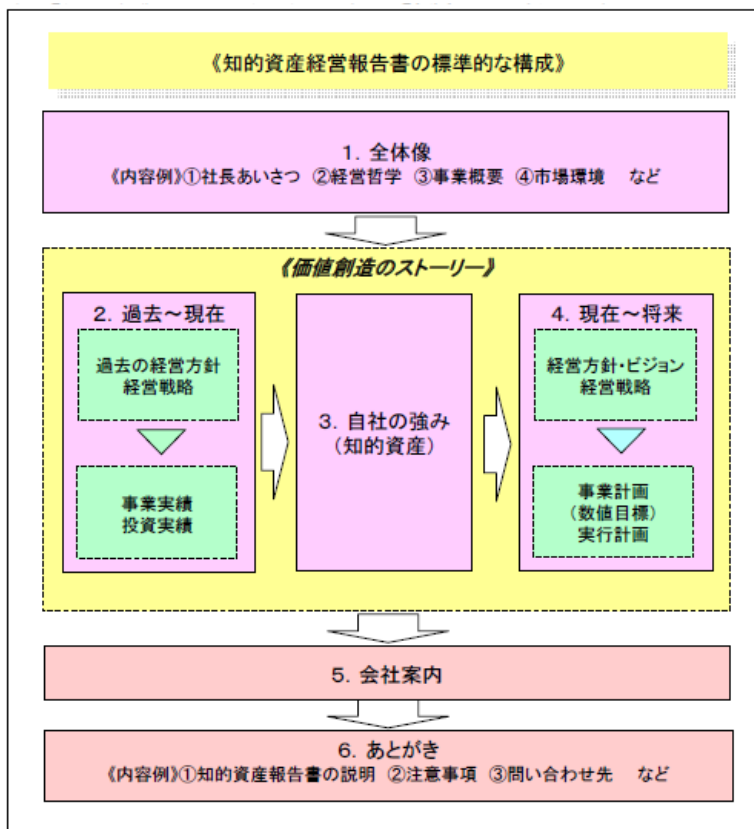 《知的資産経営報告書の標準的な構成》
1. 全体像
《内容例》①社長あいさつ ②経営哲学 ③事業概要 ④市場環境 など
《価値創造のストーリー》
2. 過去～現在
過去の経営方針
経営戦略
事業実績
投資実績
3. 自社の強み
（知的資産）
4. 現在～将来
経営方針・ビジョン
経営戦略
事業計画
（数値目標）
実行計画
5. 会社案内
6. あとがき
《内容例》①知的資産報告書の説明 ②注意事項 ③問い合わせ先 など